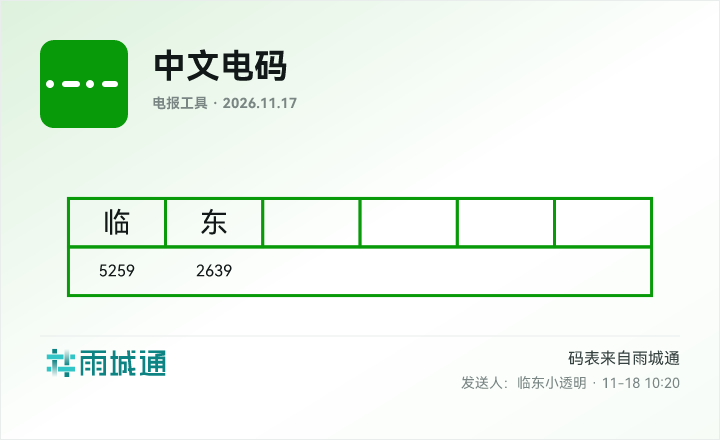 中文电码
电报工具 · 2026.11.17
临 东
5259 2639
雨城通
码表来自雨城通
发送人：临东小透明 · 11-18 10:20